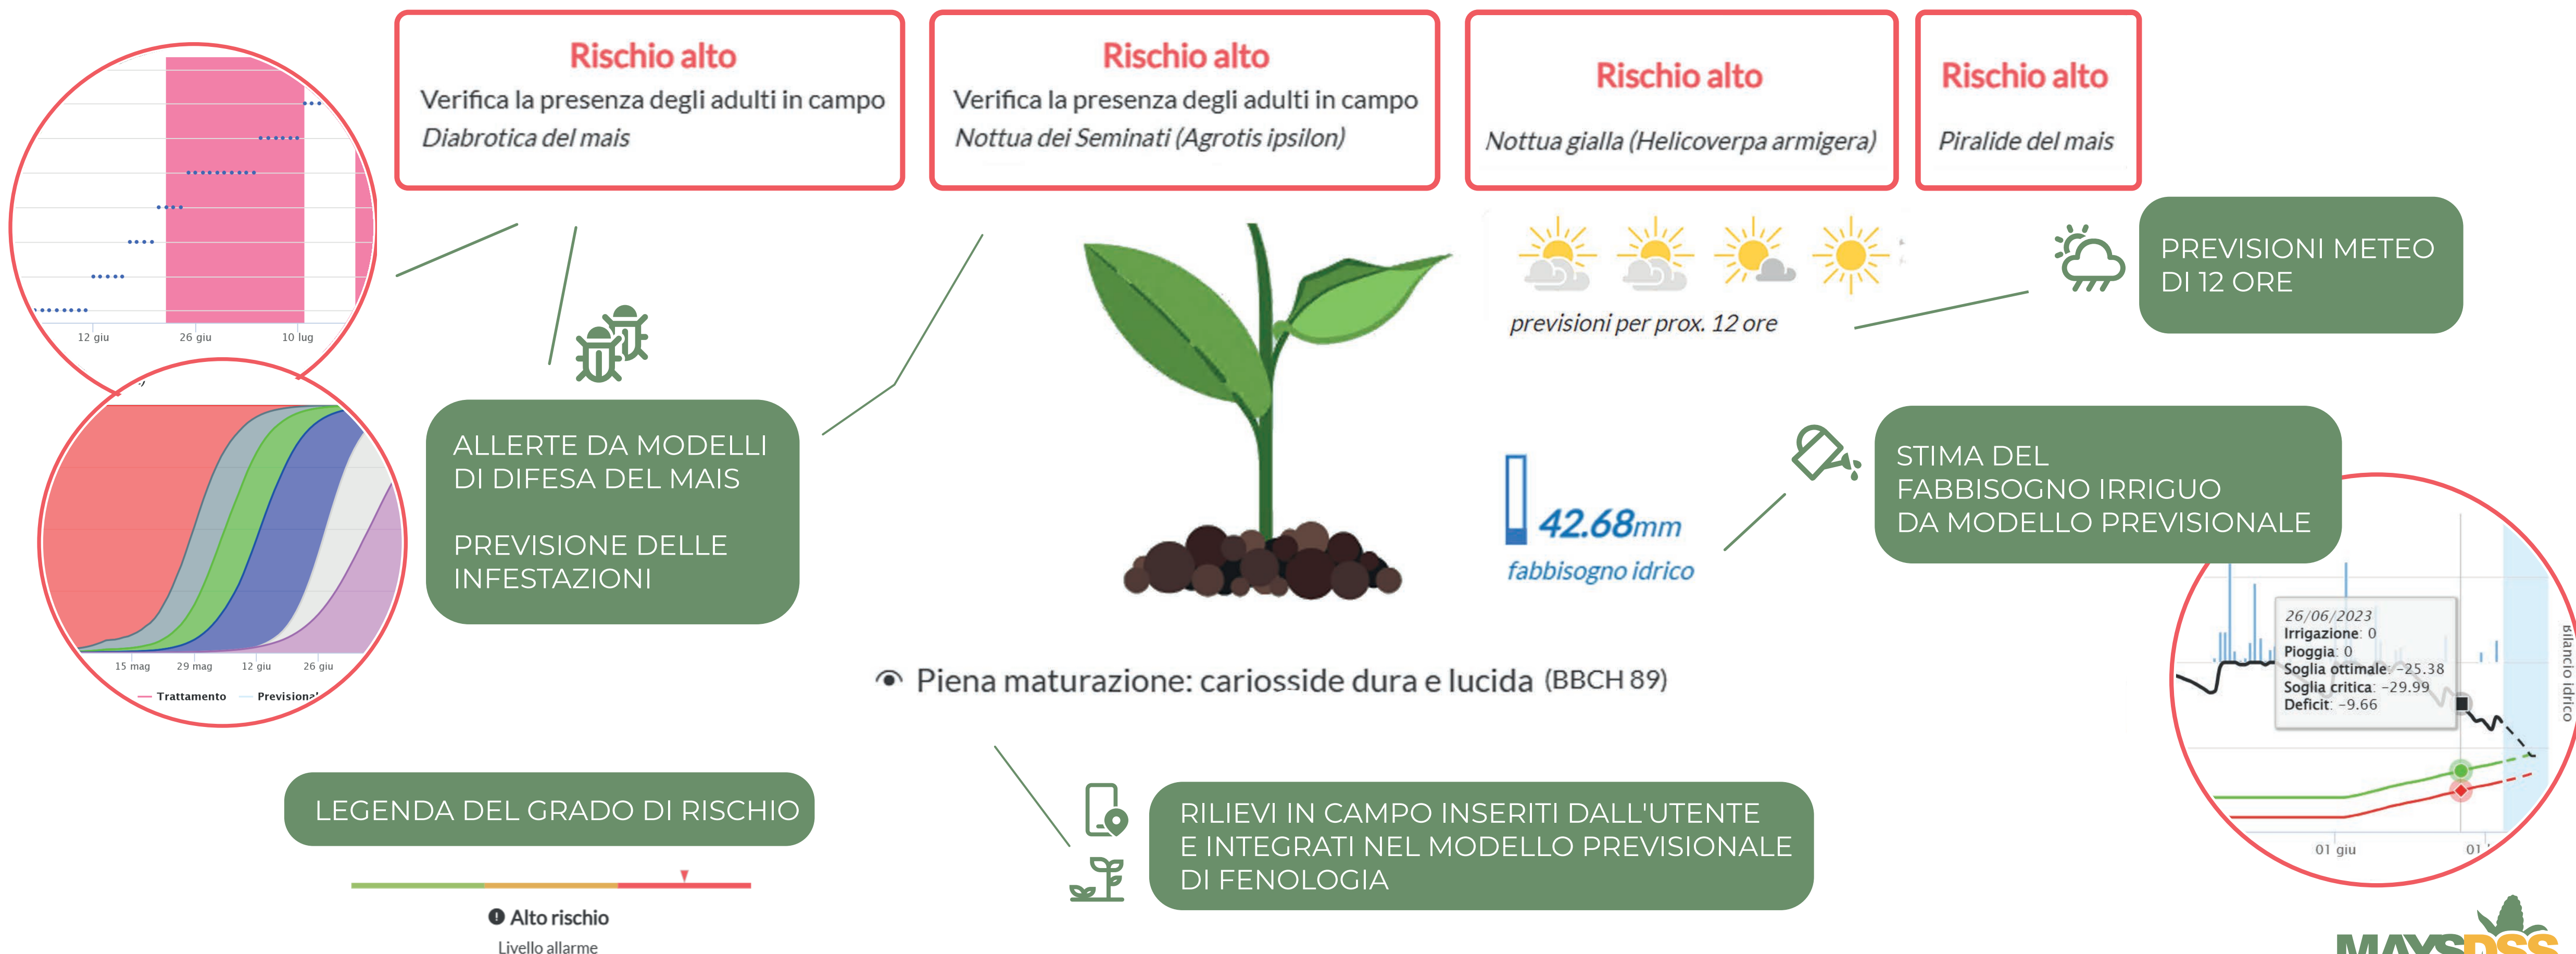 Rischio alto
Verifica la presenza degli adulti in campo
Diabrotica del mais
Rischio alto
Verifica la presenza degli adulti in campo
Nottua dei Seminati (Agrotis ipsilon)
Rischio alto
Nottua gialla (Helicoverpa armigera)
Rischio alto
Piralide del mais
12 giu
26 giu
10 lug
previsioni per prox. 12 ore
PREVISIONI METEO
DI 12 ORE
ALLERTE DA MODELLI
DI DIFESA DEL MAIS
PREVISIONE DELLE
INFESTAZIONI
15 mag
29 mag
12 giu
26 giu
Trattamento
42.68mm
fabbisogno idrico
STIMA DEL
FABBISOGNO IRRIGUO
DA MODELLO PREVISIONALE
26/06/2023
Irrigazione: 0
Pioggia: 0
Soglia ottimale: -25.38
Soglia critica: -29.99
Deficit: -9.66
Bilancio idrico
01 giu
01
Piena maturazione: cariosside dura e lucida (BBCH 89)
LEGENDA DEL GRADO DI RISCHIO
Alto rischio
Livello allarme
RILIEVI IN CAMPO INSERITI DALL'UTENTE
E INTEGRATI NEL MODELLO PREVISIONALE
DI FENOLOGIA
MAYSDSS